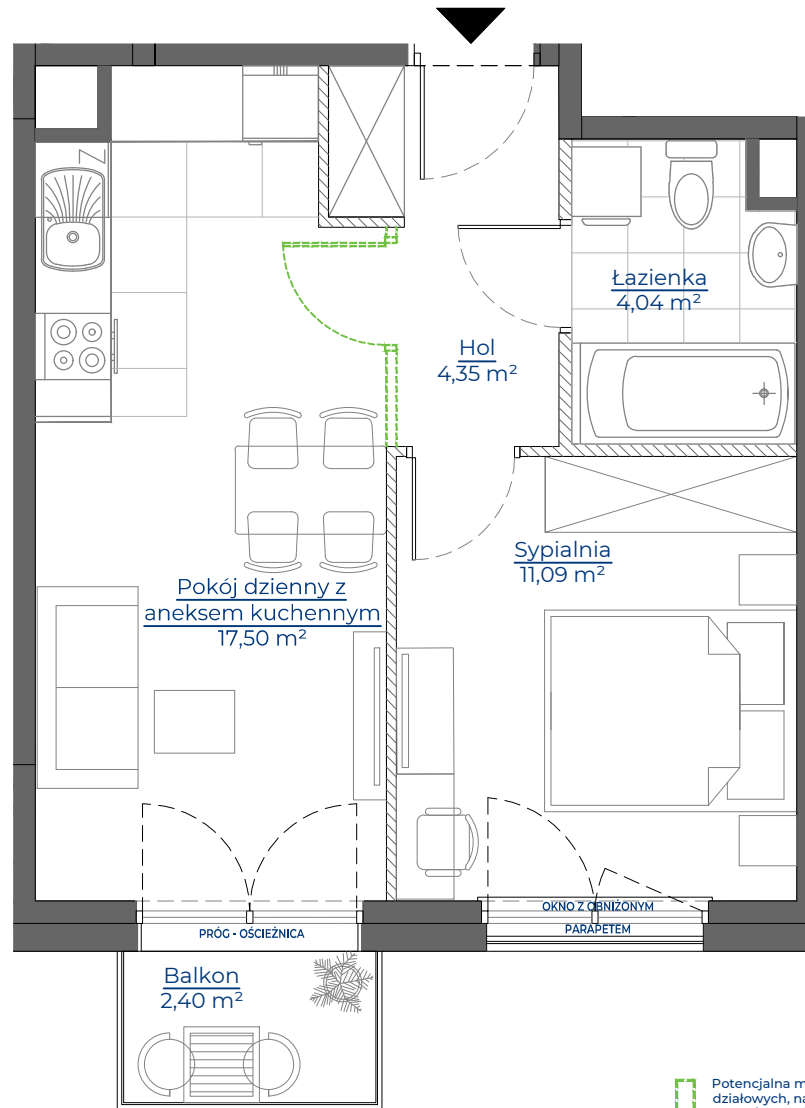 Łazienka
4,04 m²
Hol
4,35 m²
Sypialnia
11,09 m²
Pokój dzienny z
aneksem kuchennym
17,50 m²
OKNO Z OBNIŻONYM
PARAPETEM
PRÓG - OŚCIEŻNICA
Balkon
2,40 m²
Z
Potencjalna m
działowych, na